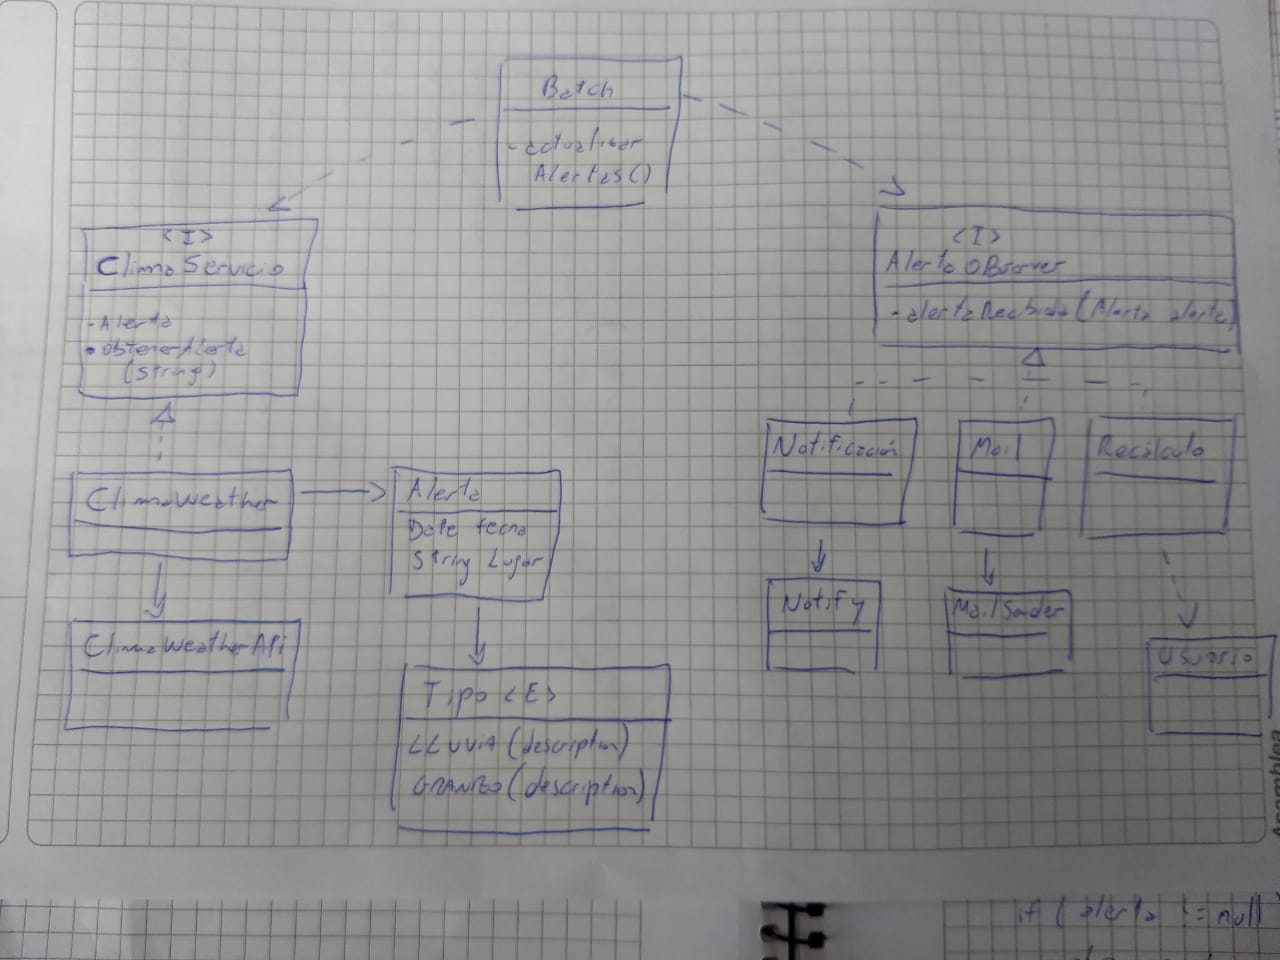 Batch
- actualizar
Alertas()
<I>
Clima Servicio
- Alerta
• obtenerAlerta
(String)
<I>
Alerta OBserver
- alertaRecibida(Alerta alerta)
ClimaWeather
Alerta
Date fecha
String Lugar
ClimaWeatherAPi
Tipo <E>
LLUVIA (description)
GRANIZO (description)
Notificación
Mail
Recálculo
Notify
MailSender
Usuario
Asamblea
if ( alerta != null